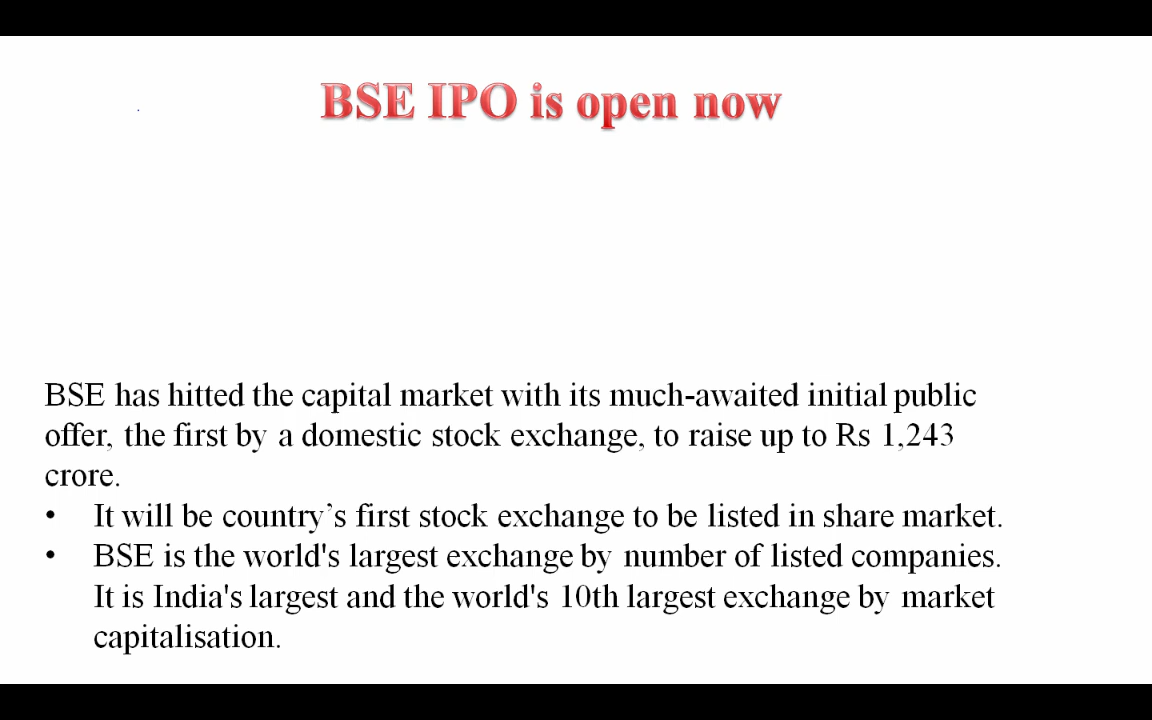 BSE IPO is open now
BSE has hitted the capital market with its much-awaited initial public
offer, the first by a domestic stock exchange, to raise up to Rs 1,243
crore.
• It will be country’s first stock exchange to be listed in share market.
• BSE is the world's largest exchange by number of listed companies.
It is India's largest and the world's 10th largest exchange by market
capitalisation.